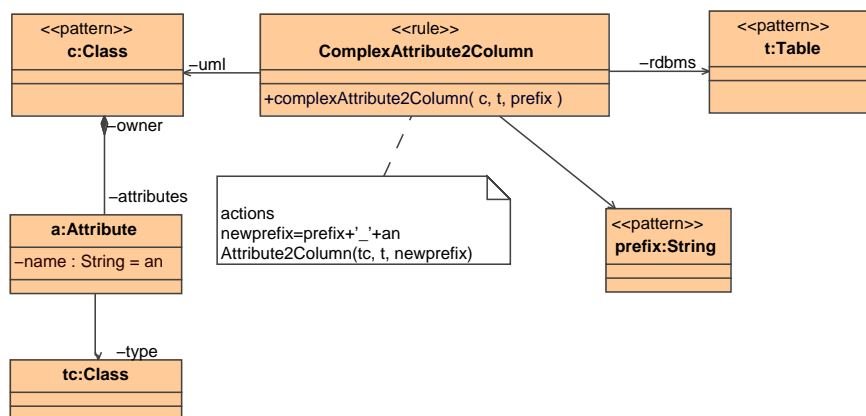 <<pattern>>
c:Class
<<rule>>
ComplexAttribute2Column
+complexAttribute2Column( c, t, prefix )
<<pattern>>
t:Table
–uml
–rdbms
–owner
–attributes
a:Attribute
–name : String = an
actions
newprefix=prefix+'_'+an
Attribute2Column(tc, t, newprefix)
<<pattern>>
prefix:String
–type
tc:Class